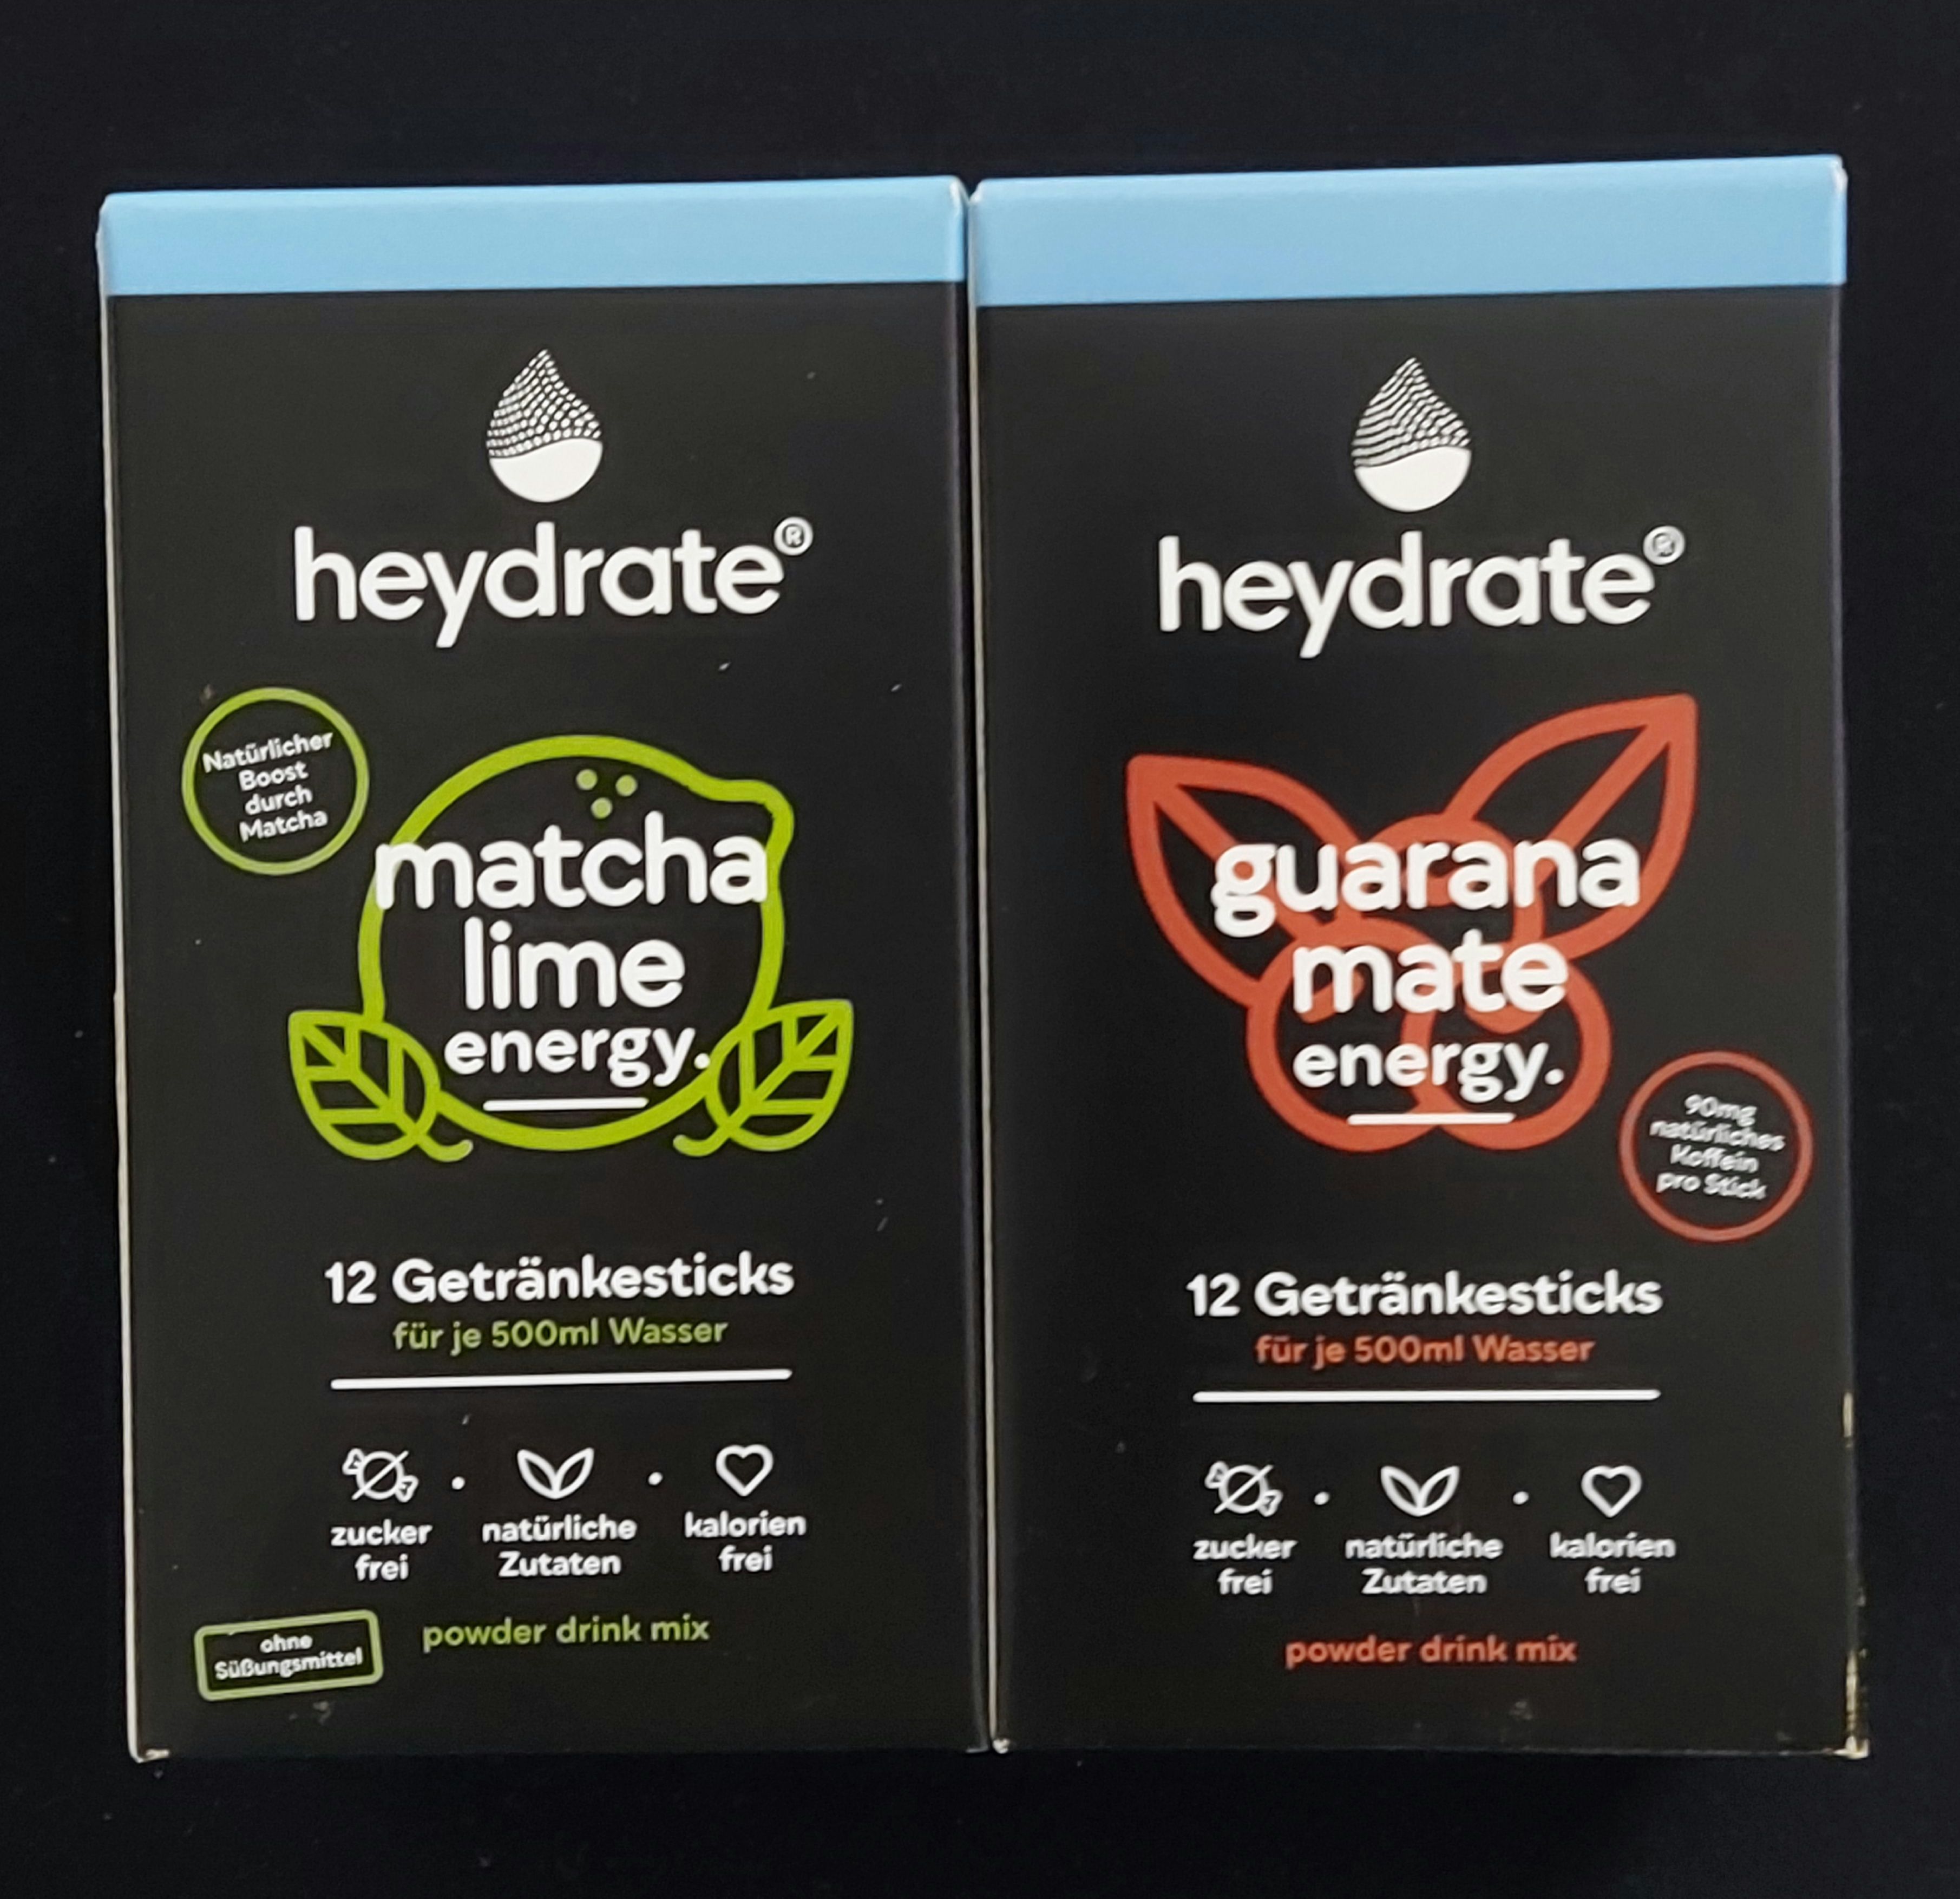 heydrate®
Natürlicher
Boost
durch
Matcha
matcha
lime
energy.
12 Getränkesticks
für je 500ml Wasser
zucker
frei
natürliche
Zutaten
kalorien
frei
ohne
Süßungsmittel
powder drink mix
heydrate®
guarana
mate
energy.
90mg
natürliches
Koffein
pro Stick
12 Getränkesticks
für je 500ml Wasser
zucker
frei
natürliche
Zutaten
kalorien
frei
powder drink mix